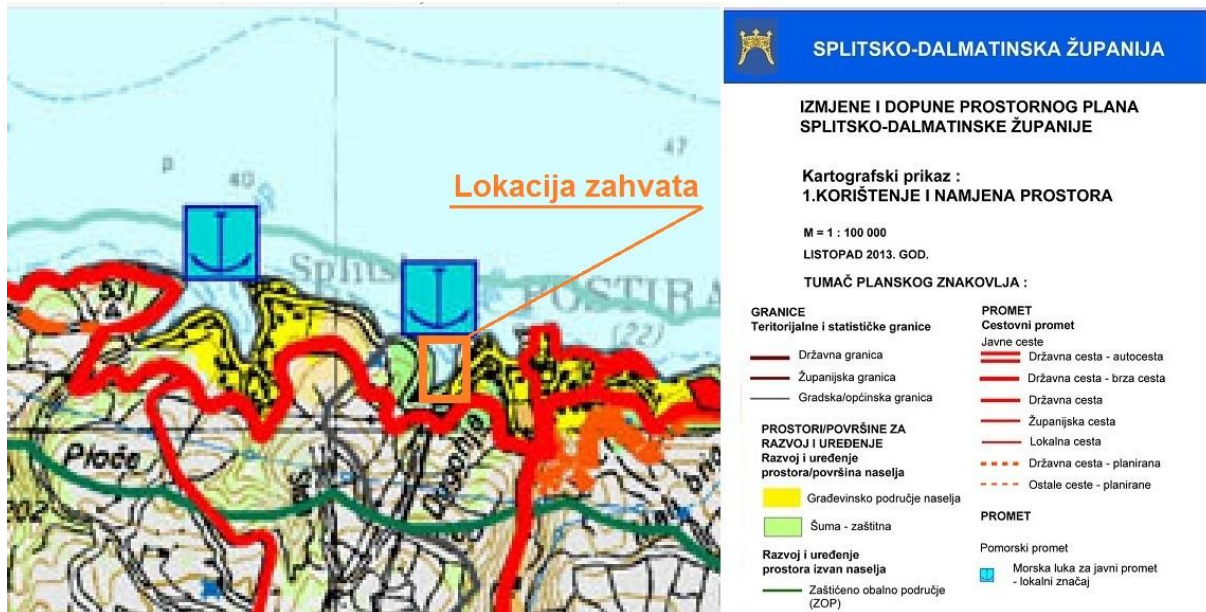 p
40
47
Lokacija zahvata
POSTIRA
(22)
53
Ploče
202
SPLITSKO-DALMATINSKA ŽUPANIJA
IZMJENE I DOPUNE PROSTORNOG PLANA
SPLITSKO-DALMATINSKE ŽUPANIJE
Kartografski prikaz :
1.KORIŠTENJE I NAMJENA PROSTORA
M = 1 : 100 000
LISTOPAD 2013. GOD.
TUMAČ PLANSKOG ZNAKOVLJA :
GRANICE
Teritorijalne i statističke granice
Državna granica
Županijska granica
Gradska/općinska granica
PROSTORI/POVRŠINE ZA
RAZVOJ I UREĐENJE
Razvoj i uređenje
prostora/površina naselja
Građevinsko područje naselja
Šuma - zaštitna
Razvoj i uređenje
prostora izvan naselja
Zaštićeno obalno područje
(ZOP)
PROMET
Cestovni promet
Javne ceste
Državna cesta - autocesta
Državna cesta - brza cesta
Državna cesta
Županijska cesta
Lokalna cesta
Državna cesta - planirana
Ostale ceste - planirane
PROMET
Pomorski promet
Morska luka za javni promet
- lokalni značaj